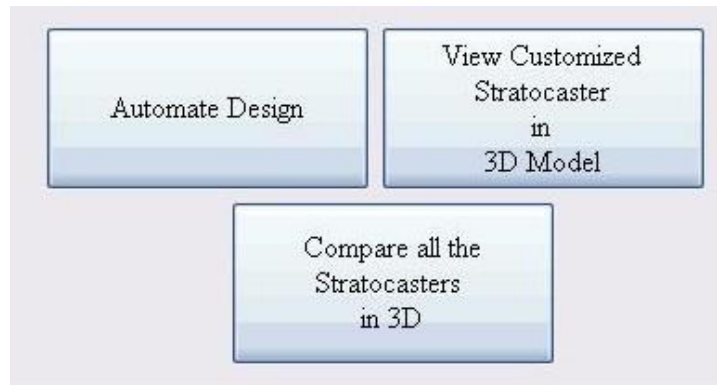 Automate Design
View Customized
Stratocaster
in
3D Model
Compare all the
Stratocasters
in 3D